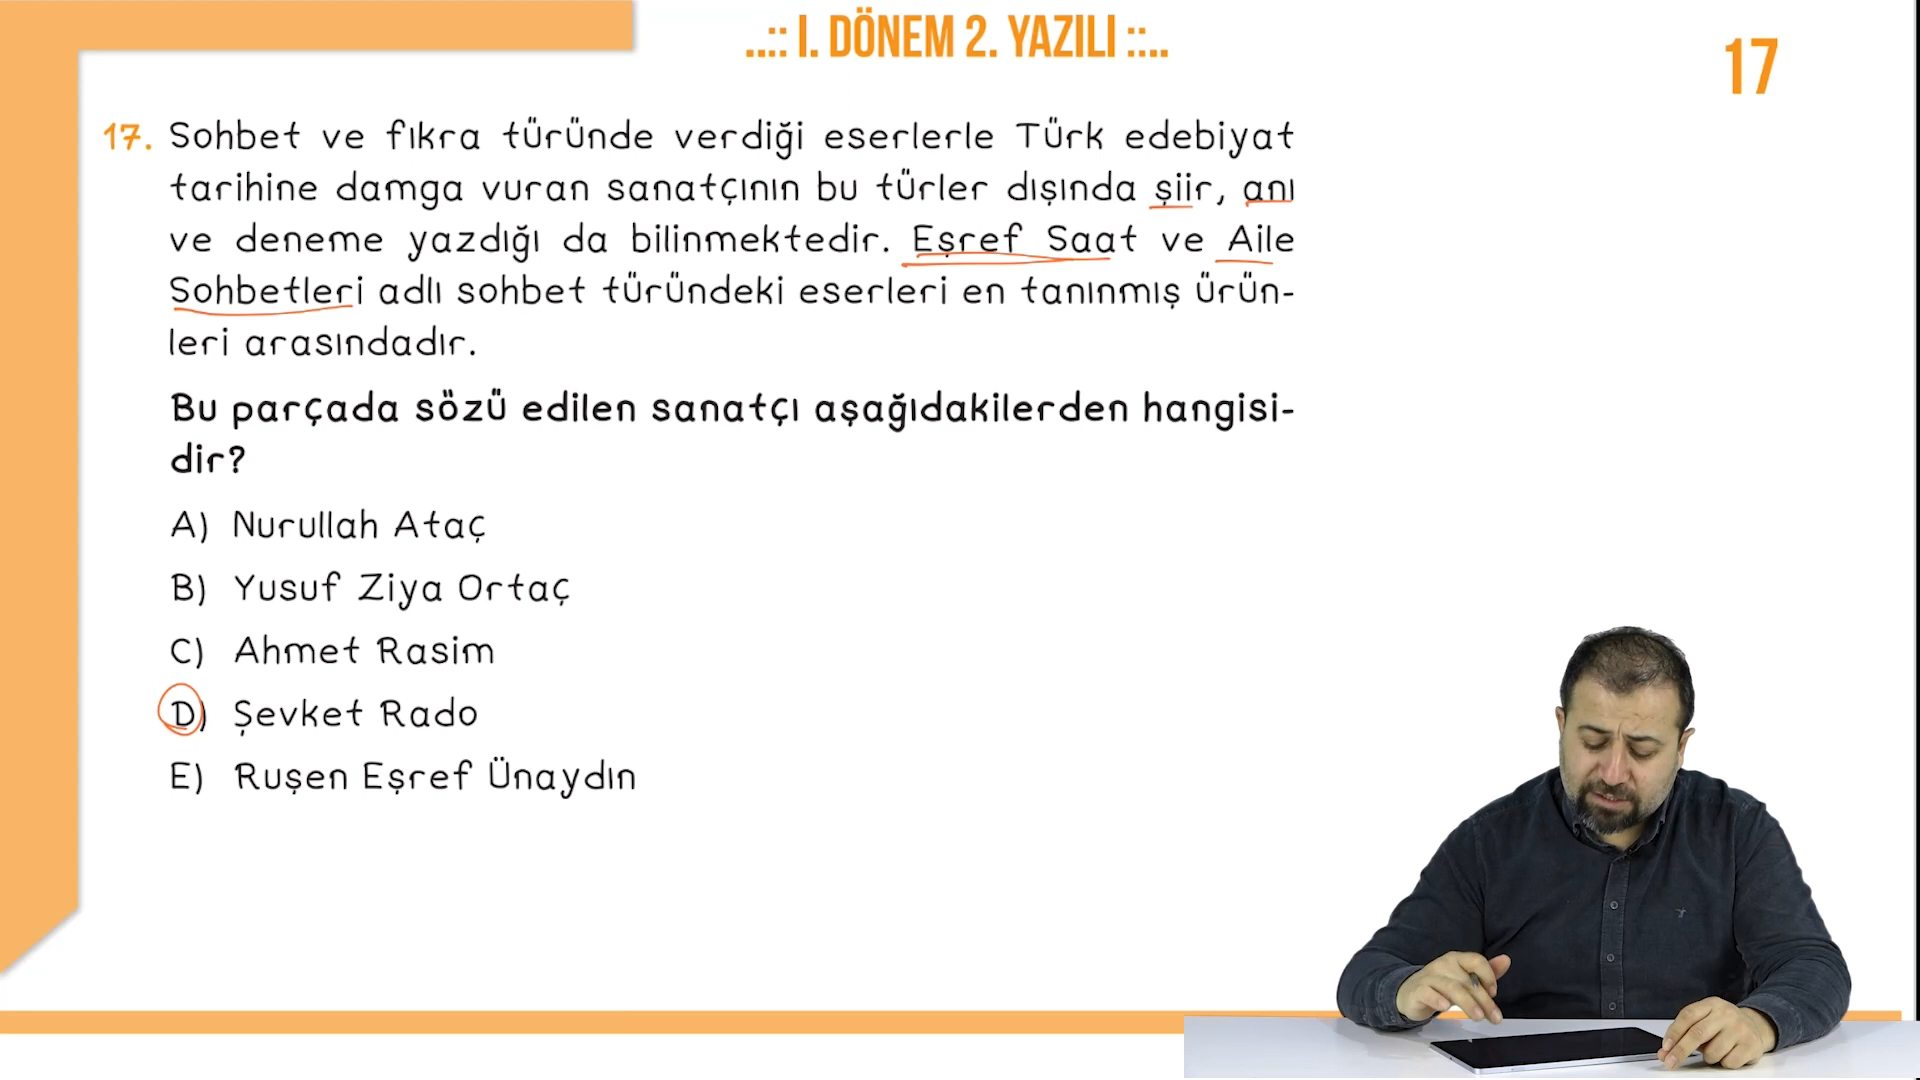 ..:: I. DÖNEM 2. YAZILI ::..
17
17. Sohbet ve fıkra türünde verdiği eserlerle Türk edebiyat
tarihine damga vuran sanatçının bu türler dışında şiir, anı
ve deneme yazdığı da bilinmektedir. Eşref Saat ve Aile
Sohbetleri adlı sohbet türündeki eserleri en tanınmış ürün-
leri arasındadır.
Bu parçada sözü edilen sanatçı aşağıdakilerden hangisi-
dir?
A) Nurullah Ataç
B) Yusuf Ziya Ortaç
C) Ahmet Rasim
D) Şevket Rado
E) Ruşen Eşref Ünaydın